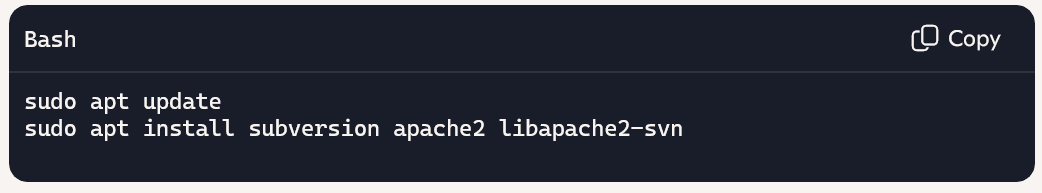 Bash
Copy
sudo apt update
sudo apt install subversion apache2 libapache2-svn